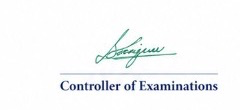 Controller of Examinations